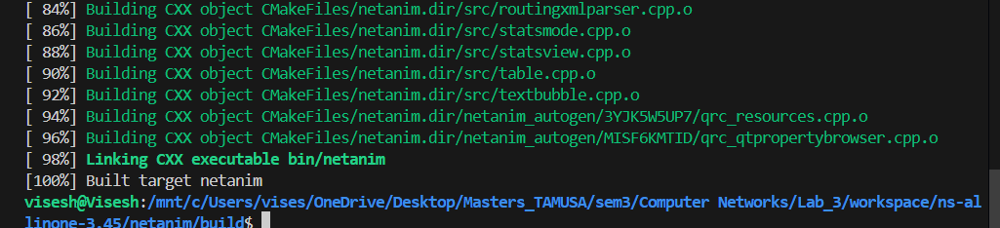 [ 84%] Building CXX object CMakeFiles/netanim.dir/src/routingxmlparser.cpp.o
[ 86%] Building CXX object CMakeFiles/netanim.dir/src/statsmode.cpp.o
[ 88%] Building CXX object CMakeFiles/netanim.dir/src/statsview.cpp.o
[ 90%] Building CXX object CMakeFiles/netanim.dir/src/table.cpp.o
[ 92%] Building CXX object CMakeFiles/netanim.dir/src/textbubble.cpp.o
[ 94%] Building CXX object CMakeFiles/netanim.dir/netanim_autogen/3YJK5W5UP7/qrc_resources.cpp.o
[ 96%] Building CXX object CMakeFiles/netanim.dir/netanim_autogen/MISF6KMTID/qrc_qtpropertybrowser.cpp.o
[ 98%] Linking CXX executable bin/netanim
[100%] Built target netanim
visesh@Visesh:/mnt/c/Users/vises/OneDrive/Desktop/Masters_TAMUSA/sem3/Computer Networks/Lab_3/workspace/ns-al
linone-3.45/netanim/build$